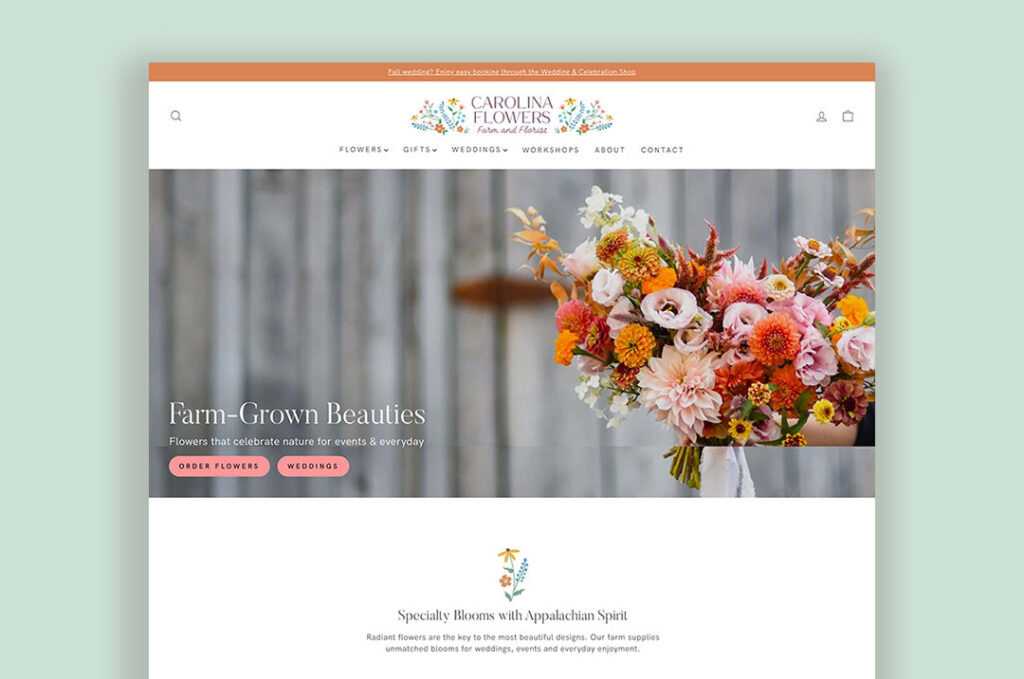 Fall wedding? Enjoy easy booking through the Wedding & Celebration Shop
CAROLINA
FLOWERS
Farm and Florist
FLOWERS GIFTS WEDDINGS WORKSHOPS ABOUT CONTACT
Farm-Grown Beauties
Flowers that celebrate nature for events & everyday
ORDER FLOWERS WEDDINGS
Specialty Blooms with Appalachian Spirit
Radiant flowers are the key to the most beautiful designs. Our farm supplies
unmatched blooms for weddings, events and everyday enjoyment.